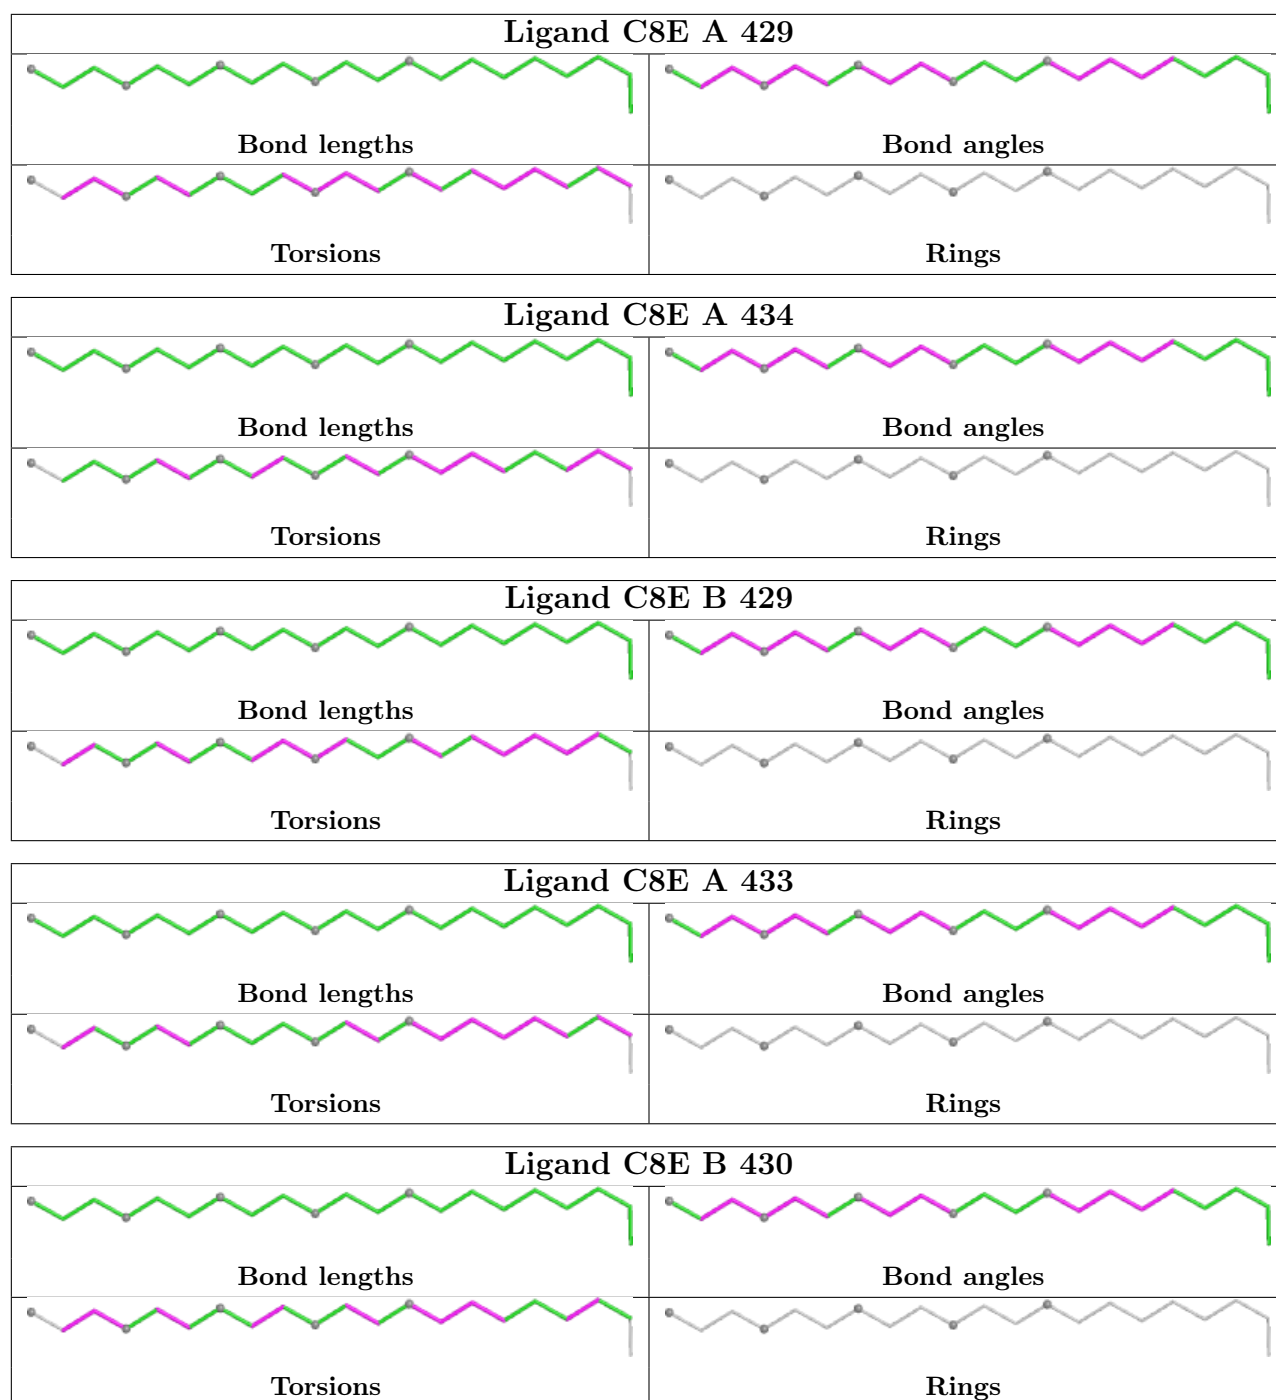 Ligand C8E A 429
Bond lengths
Bond angles
Torsions
Rings
Ligand C8E A 434
Bond lengths
Bond angles
Torsions
Rings
Ligand C8E B 429
Bond lengths
Bond angles
Torsions
Rings
Ligand C8E A 433
Bond lengths
Bond angles
Torsions
Rings
Ligand C8E B 430
Bond lengths
Bond angles
Torsions
Rings